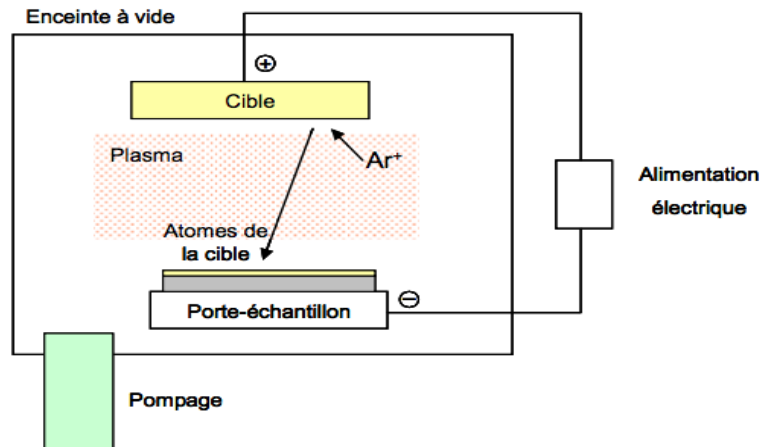 Enceinte à vide
⊕
Cible
Plasma
Ar⁺
Alimentation
électrique
Atomes de
la cible
⊖
Porte-échantillon
Pompage